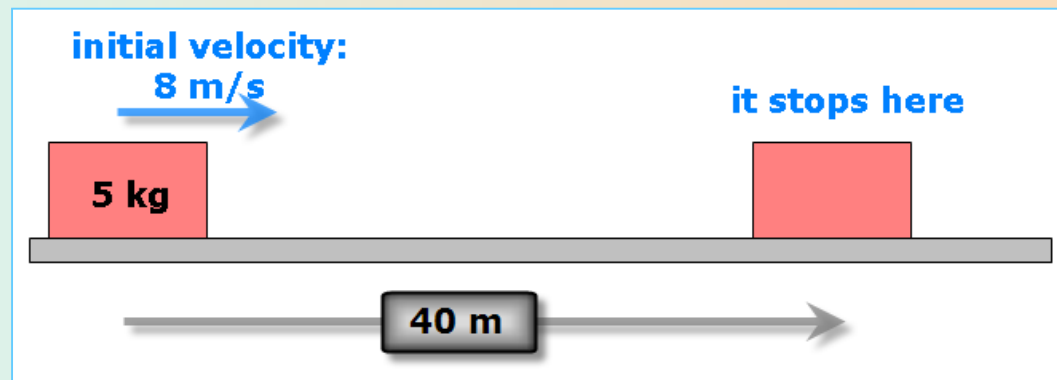 initial velocity:
8 m/s
it stops here
5 kg
40 m